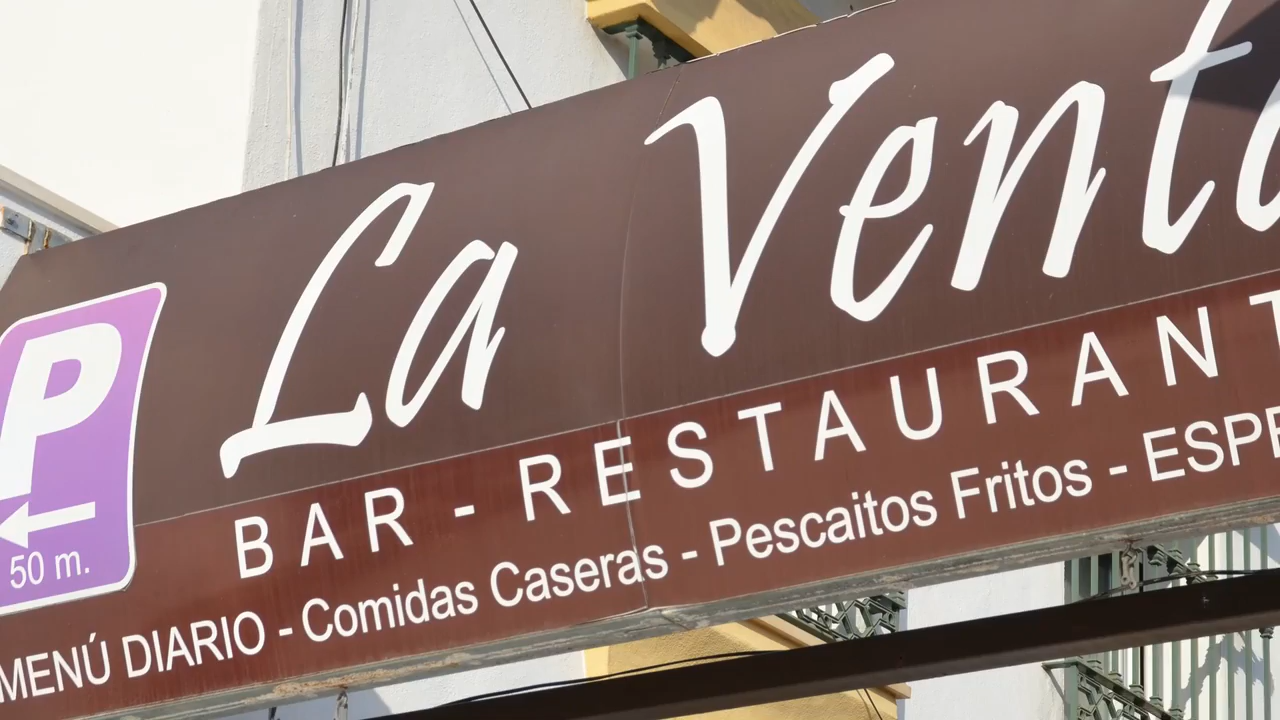 La Venta
BAR - RESTAURANT
MENÚ DIARIO - Comidas Caseras - Pescaitos Fritos - ESPE
P
50 m.